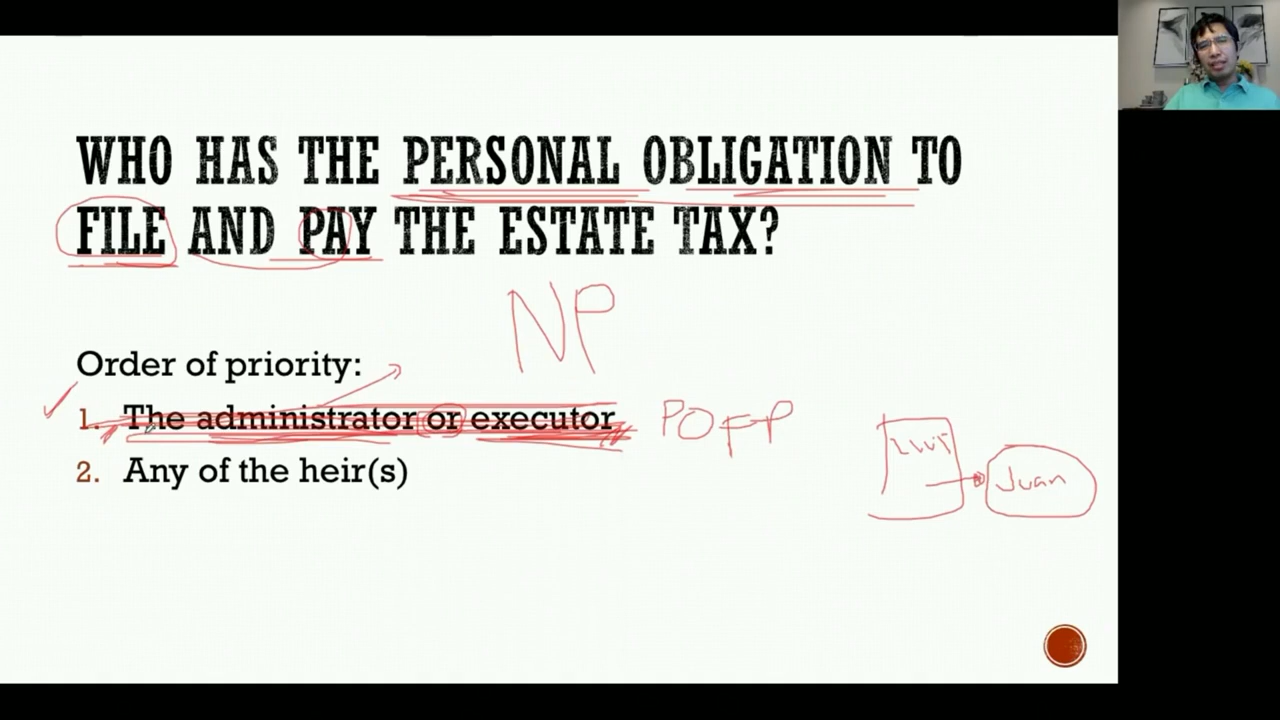 WHO HAS THE PERSONAL OBLIGATION TO
FILE AND PAY THE ESTATE TAX?
NP
Order of priority:
1. The administrator or executor
POFP
2. Any of the heir(s)
Juan